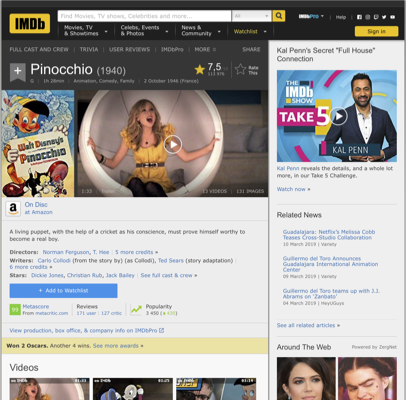 IMDb
Find Movies, TV shows, Celebrities and more...
All
IMDbPro
Help
Movies, TV & Showtimes
Celebs, Events & Photos
News & Community
Watchlist
Sign in
FULL CAST AND CREW | TRIVIA | USER REVIEWS | IMDbPro | MORE
SHARE
Pinocchio (1940)
G | 1h 28min | Animation, Comedy, Family | 2 October 1946 (France)
7,5
Rate This
Walt Disney's
Pinocchio
1:33
VIDEOS | 131 IMAGES
On Disc
at Amazon
A living puppet, with the help of a cricket as his conscience, must prove himself worthy to
become a real boy.
Directors: Norman Ferguson, T. Hee | 5 more credits »
Writers: Carlo Collodi (from the story by) (as Collodi), Ted Sears (story adaptation) |
6 more credits »
Stars: Dickie Jones, Christian Rub, Jack Bailey | See full cast & crew »
+ Add to Watchlist
Metascore
From metacritic.com
Reviews
171 user | 127 critic
Popularity
3 450
View production, box office, & company info on IMDbPro
Won 2 Oscars. Another 4 wins. See more awards »
Videos
Kal Penn's Secret "Full House"
Connection
THE IMDb SHOW
TAKE 5
KAL PENN
Kal Penn reveals the details, and a whole lot
more, in our Take 5 Challenge.
Watch now »
Related News
Guadalajara: Netflix's Melissa Cobb
Teases Cross-Studio Collaboration
10 March 2019 | Variety
Guillermo del Toro Announces
Guadalajara International Animation
Center
09 March 2019 | Variety
Guillermo del Toro teams up with J.J.
Abrams on 'Zanbato'
04 March 2019 | HeyUGuys
See all related articles »
Around The Web
Powered by ZergNet